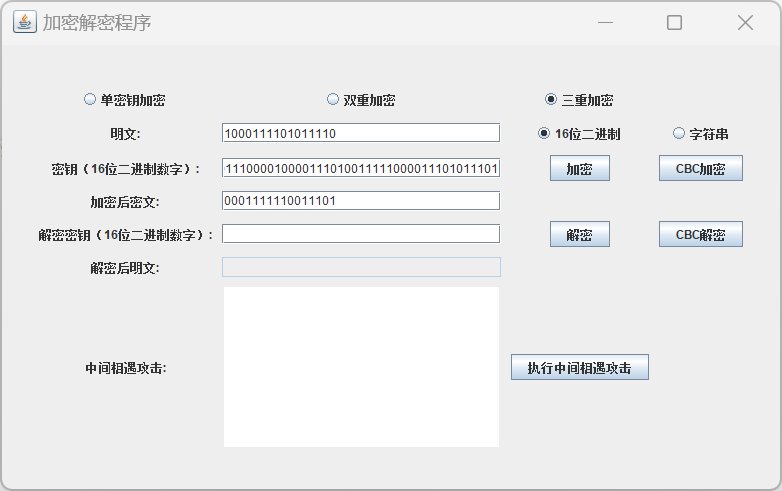 加密解密程序
单密钥加密 双重加密 三重加密
明文: 1000111101011110 16位二进制 字符串
密钥（16位二进制数字）: 111000010000111010011111000011101011101 加密 CBC加密
加密后密文: 0001111110011101
解密密钥（16位二进制数字）: 解密 CBC解密
解密后明文:
中间相遇攻击: 执行中间相遇攻击